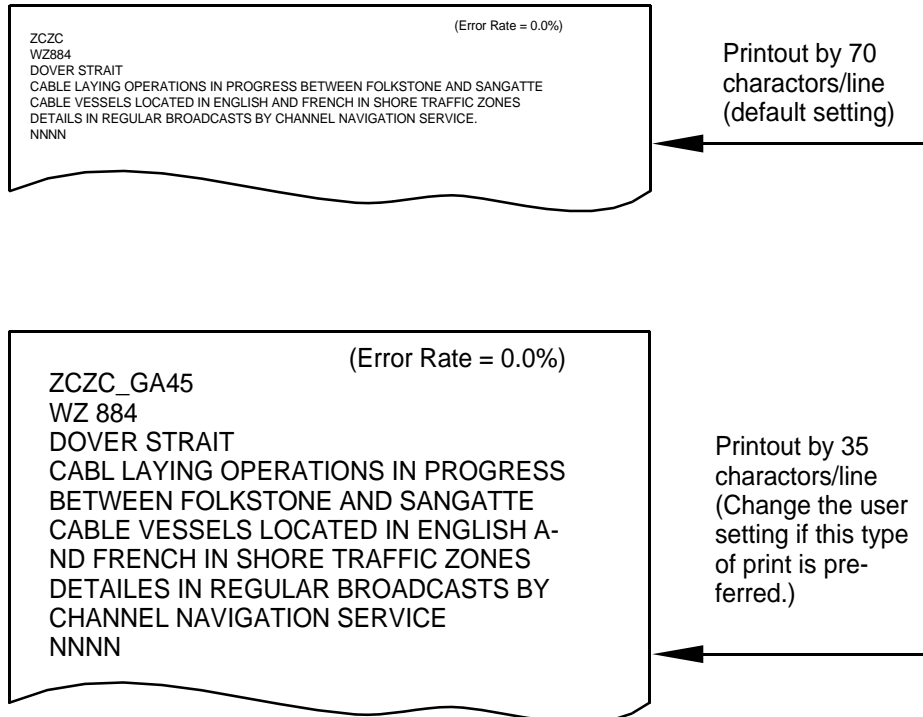 (Error Rate = 0.0%)
ZCZC
WZ884
DOVER STRAIT
CABLE LAYING OPERATIONS IN PROGRESS BETWEEN FOLKSTONE AND SANGATTE
CABLE VESSELS LOCATED IN ENGLISH AND FRENCH IN SHORE TRAFFIC ZONES
DETAILS IN REGULAR BROADCASTS BY CHANNEL NAVIGATION SERVICE.
NNNN
Printout by 70
charactors/line
(default setting)
(Error Rate = 0.0%)
ZCZC_GA45
WZ 884
DOVER STRAIT
CABL LAYING OPERATIONS IN PROGRESS
BETWEEN FOLKSTONE AND SANGATTE
CABLE VESSELS LOCATED IN ENGLISH A-
ND FRENCH IN SHORE TRAFFIC ZONES
DETAILES IN REGULAR BROADCASTS BY
CHANNEL NAVIGATION SERVICE
NNNN
Printout by 35
charactors/line
(Change the user
setting if this type
of print is pre-
ferred.)